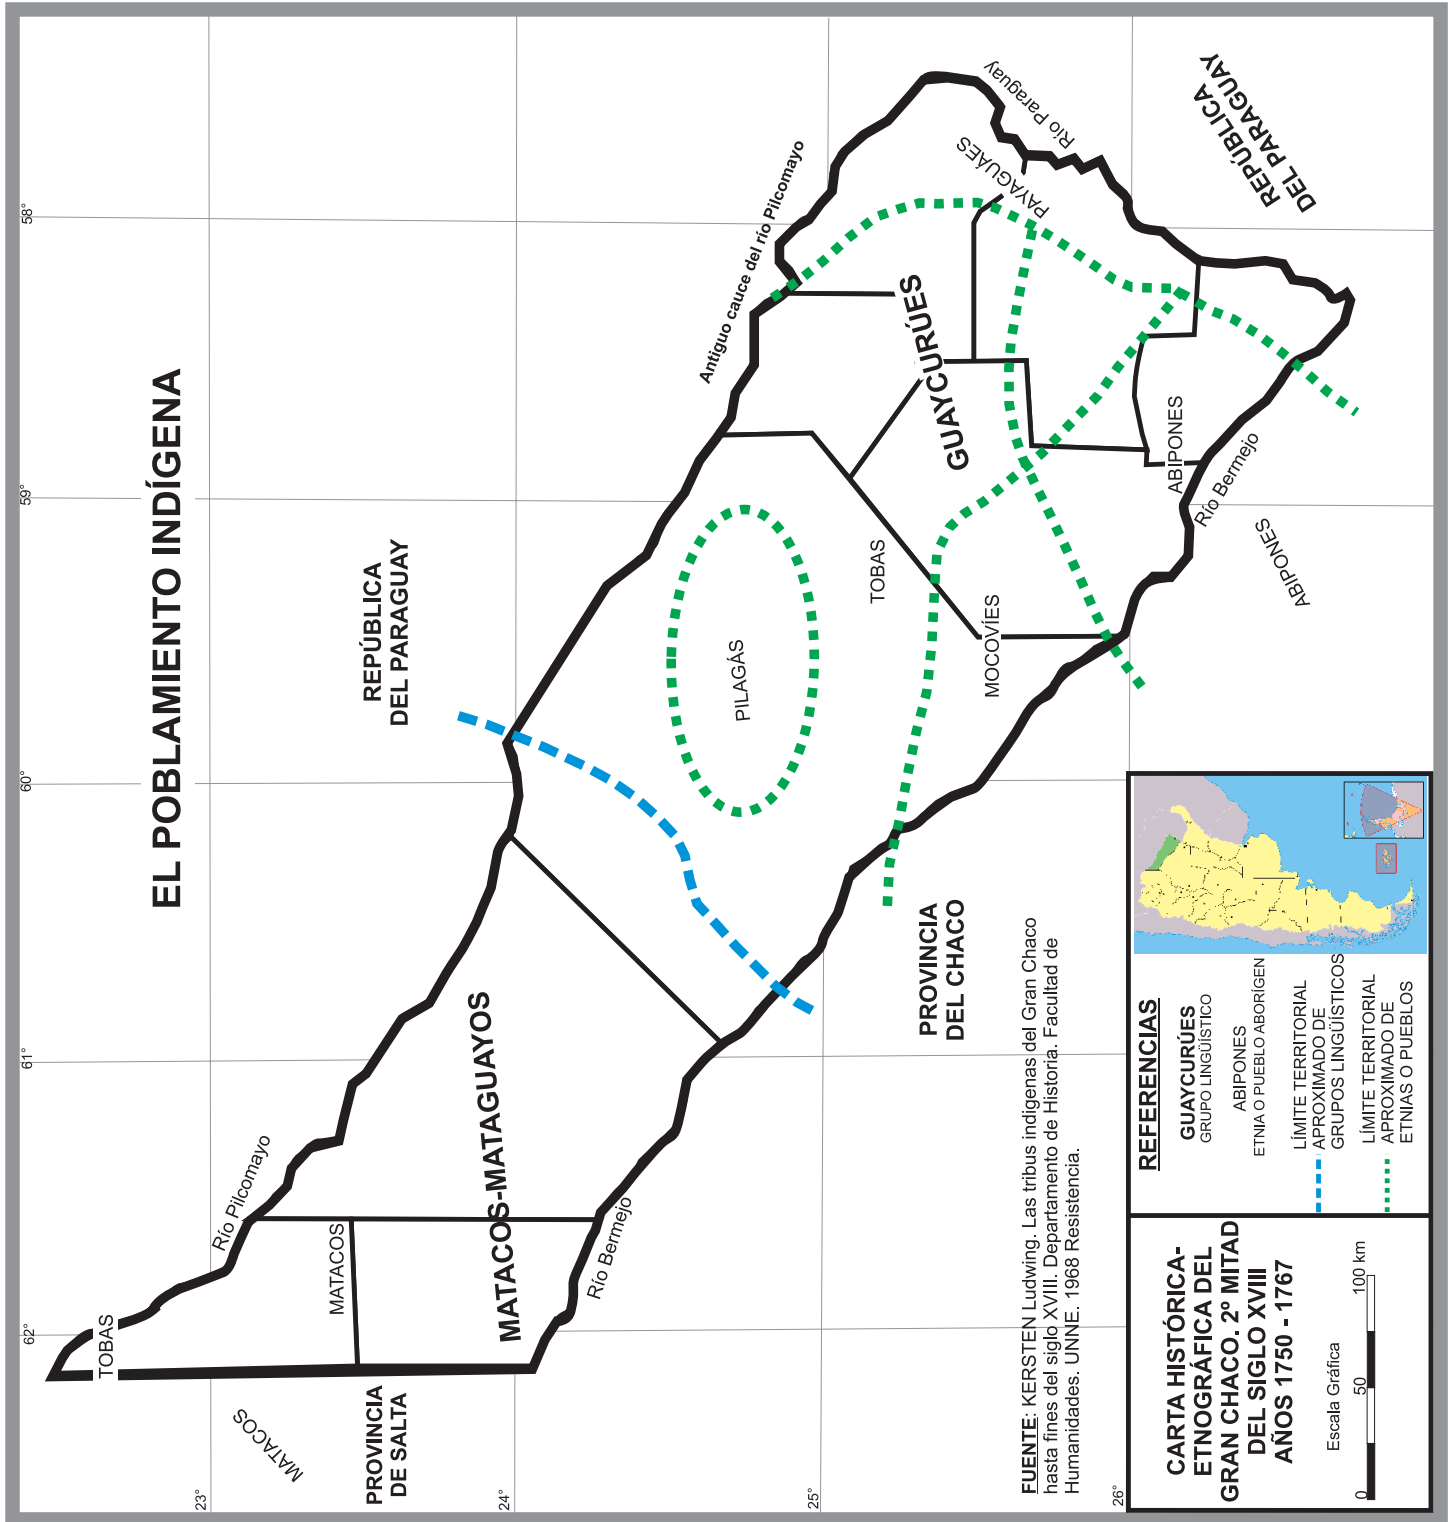 EL POBLAMIENTO INDÍGENA
62°
61°
60°
59°
58°
23°
24°
25°
26°
REPÚBLICA
DEL PARAGUAY
Antiguo cauce del río Pilcomayo
Río Pilcomayo
TOBAS
MATACOS
MATACOS
PROVINCIA
DE SALTA
MATACOS-MATAGUAYOS
Río Bermejo
PILAGÁS
TOBAS
MOCOVÍES
GUAYCURÚES
PAYAGUÁES
Río Paraguay
REPÚBLICA
DEL PARAGUAY
ABIPONES
Río Bermejo
ABIPONES
PROVINCIA
DEL CHACO
FUENTE: KERSTEN Ludwing. Las tribus indigenas del Gran Chaco
hasta fines del siglo XVIII. Departamento de Historia. Facultad de
Humanidades. UNNE. 1968 Resistencia.
CARTA HISTÓRICA-
ETNOGRÁFICA DEL
GRAN CHACO. 2º MITAD
DEL SIGLO XVIII
AÑOS 1750 - 1767
Escala Gráfica
0 50 100 km
REFERENCIAS
GUAYCURÚES
GRUPO LINGÜÍSTICO
ABIPONES
ETNIA O PUEBLO ABORÍGEN
LÍMITE TERRITORIAL
APROXIMADO DE
GRUPOS LINGÜÍSTICOS
LÍMITE TERRITORIAL
APROXIMADO DE
ETNIAS O PUEBLOS